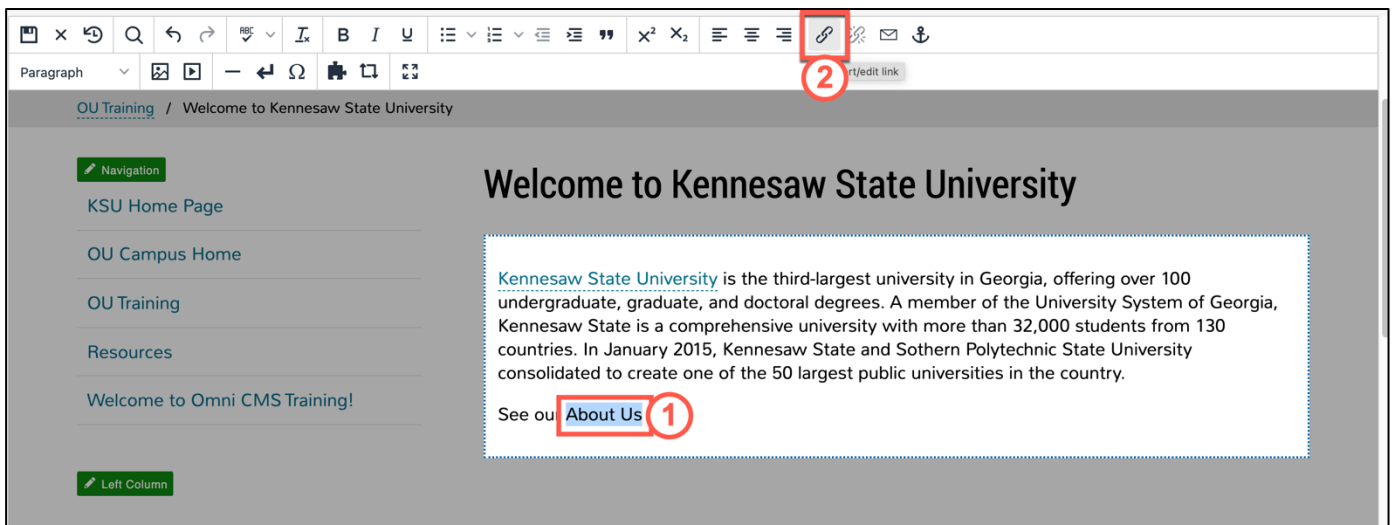 ABC
Ix B I U
X² X₂
Paragraph
Ω
2
rt/edit link
OU Training / Welcome to Kennesaw State University
Navigation
KSU Home Page
OU Campus Home
OU Training
Resources
Welcome to Omni CMS Training!
Left Column
Welcome to Kennesaw State University
Kennesaw State University is the third-largest university in Georgia, offering over 100
undergraduate, graduate, and doctoral degrees. A member of the University System of Georgia,
Kennesaw State is a comprehensive university with more than 32,000 students from 130
countries. In January 2015, Kennesaw State and Sothern Polytechnic State University
consolidated to create one of the 50 largest public universities in the country.
See ou About Us 1